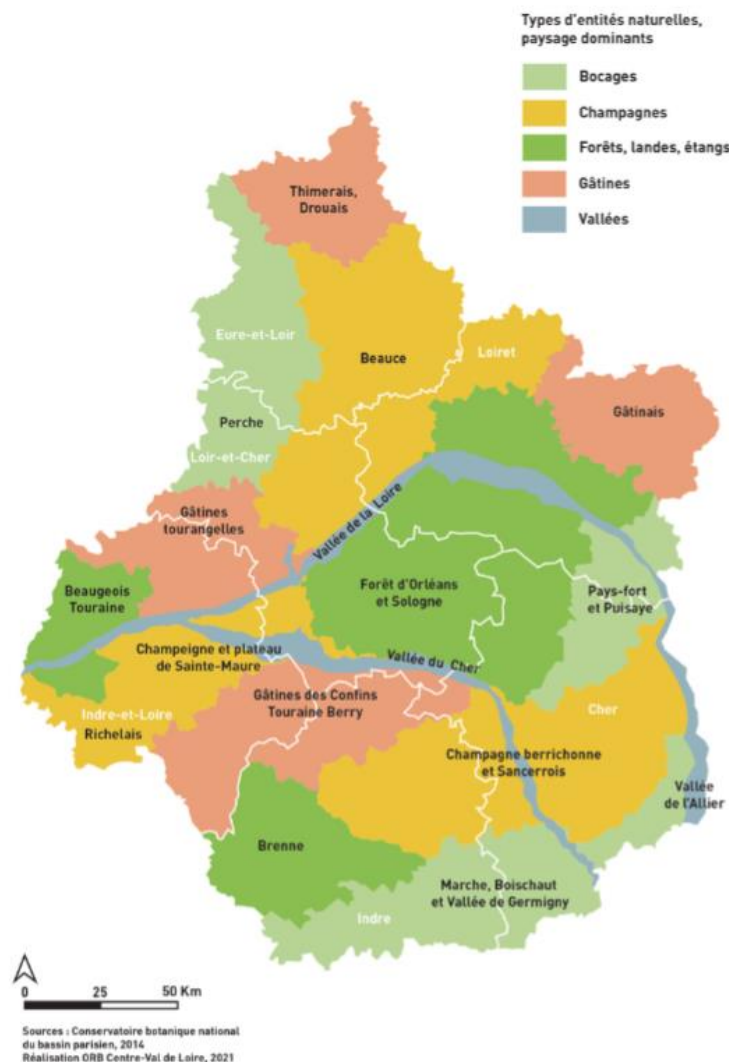 Types d'entités naturelles,
paysage dominants
Bocages
Champagnes
Forêts, landes, étangs
Gâtines
Vallées
Thimerais,
Drouais
Eure-et-Loir
Beauce
Loiret
Gâtinais
Perche
Loir-et-Cher
Gâtines
tourangelles
Vallée de la Loire
Beaugeois
Touraine
Forêt d'Orléans
et Sologne
Pays-fort
et Puisaye
Champeigne et plateau
de Sainte-Maure
Vallée du Cher
Gâtines des Confins
Touraine Berry
Indre-et-Loire
Richelais
Cher
Champagne berrichonne
et Sancerrois
Vallée
de l'Allier
Brenne
Marche, Boischaut
et Vallée de Germigny
Indre
0 25 50 Km
Sources : Conservatoire botanique national
du bassin parisien, 2014
Réalisation ORB Centre-Val de Loire, 2021